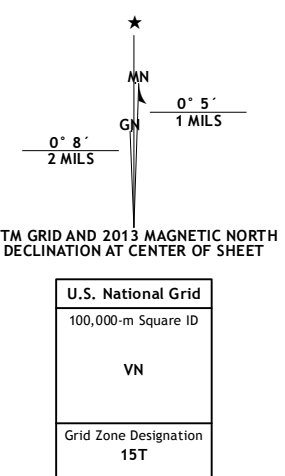 MN
0° 5´
1 MILS
GN
0° 8´
2 MILS
TM GRID AND 2013 MAGNETIC NORTH
DECLINATION AT CENTER OF SHEET
U.S. National Grid
100,000-m Square ID
VN
Grid Zone Designation
15T